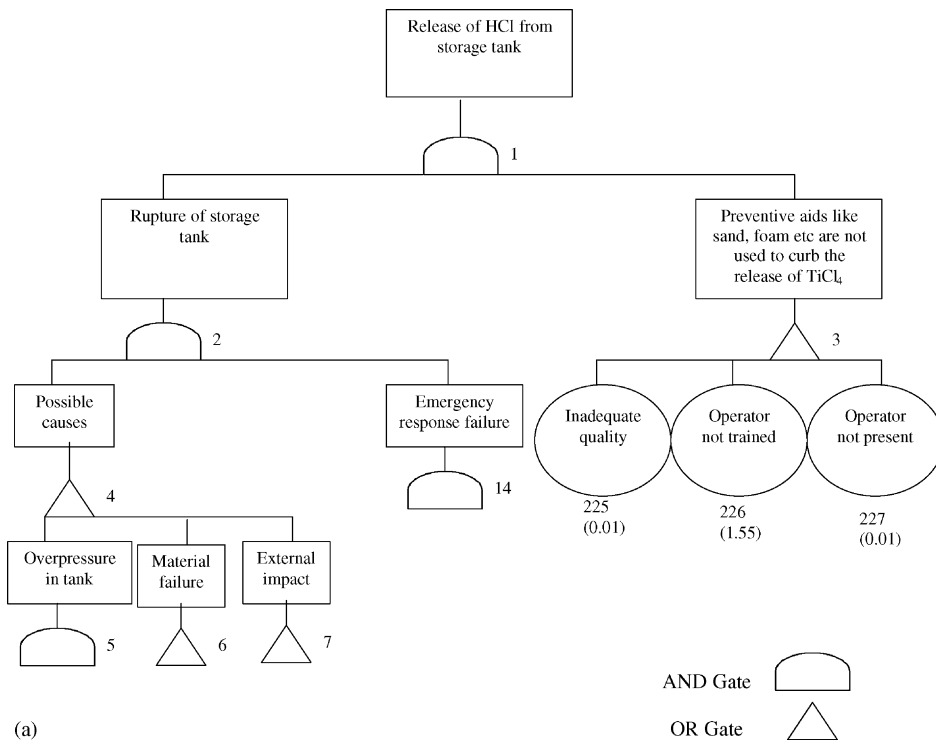 Release of HCl from
storage tank
1
Rupture of storage
tank
Preventive aids like
sand, foam etc are not
used to curb the
release of TiCl4
2
3
Possible
causes
Emergency
response failure
Inadequate
quality
Operator
not trained
Operator
not present
4
14
225
(0.01)
226
(1.55)
227
(0.01)
Overpressure
in tank
Material
failure
External
impact
5
6
7
AND Gate
OR Gate
(a)